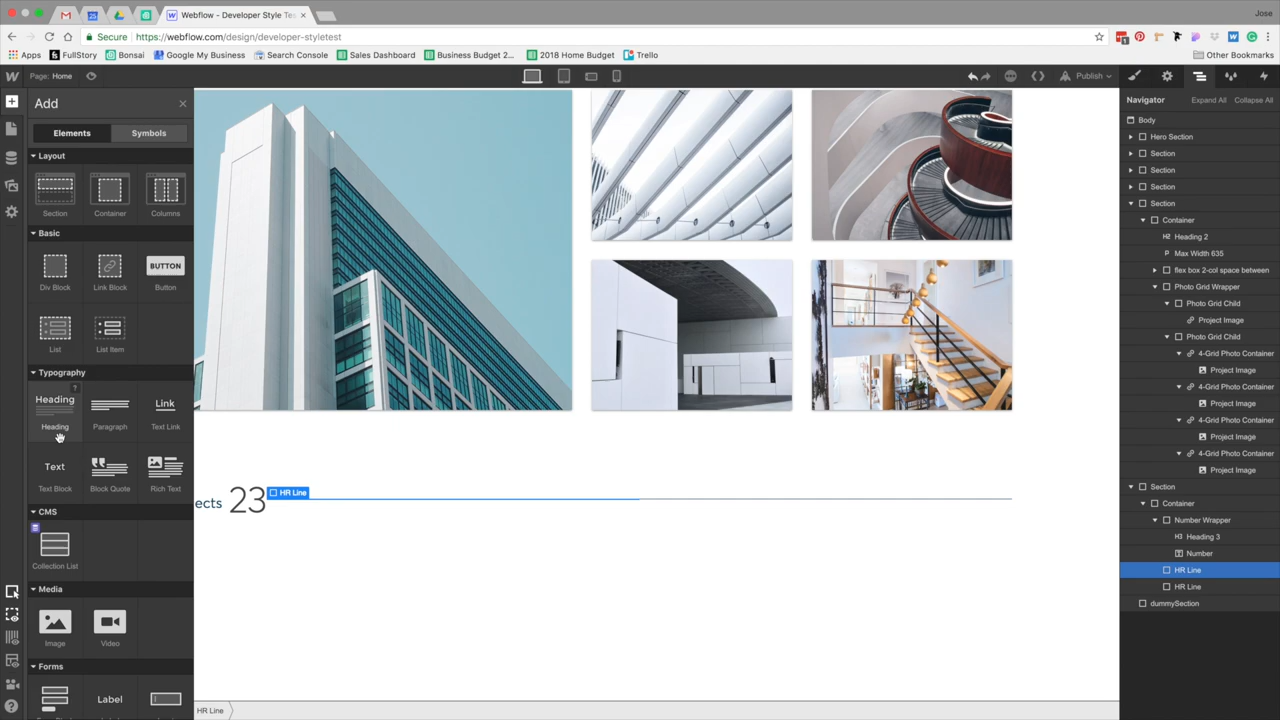 Webflow - Developer Style Tes
Jose
Secure https://webflow.com/design/developer-styletest
Apps FullStory Bonsai Google My Business Search Console Sales Dashboard Business Budget 2... 2018 Home Budget Trello Other Bookmarks
Page: Home
Publish
Add
Elements Symbols
Layout
Section Container Columns
Basic
BUTTON
Div Block Link Block Button
List List Item
Typography
?
Heading Link
Heading Paragraph Text Link
Text
Text Block Block Quote Rich Text
CMS
Collection List
Media
Image Video
Forms
Label
ects 23 HR Line
HR Line
Navigator Expand All Collapse All
Body
Hero Section
Section
Section
Section
Section
Container
H2 Heading 2
P Max Width 635
flex box 2-col space between
Photo Grid Wrapper
Photo Grid Child
Project Image
Photo Grid Child
4-Grid Photo Container
Project Image
4-Grid Photo Container
Project Image
4-Grid Photo Container
Project Image
4-Grid Photo Container
Project Image
Section
Container
Number Wrapper
H3 Heading 3
Number
HR Line
HR Line
dummySection